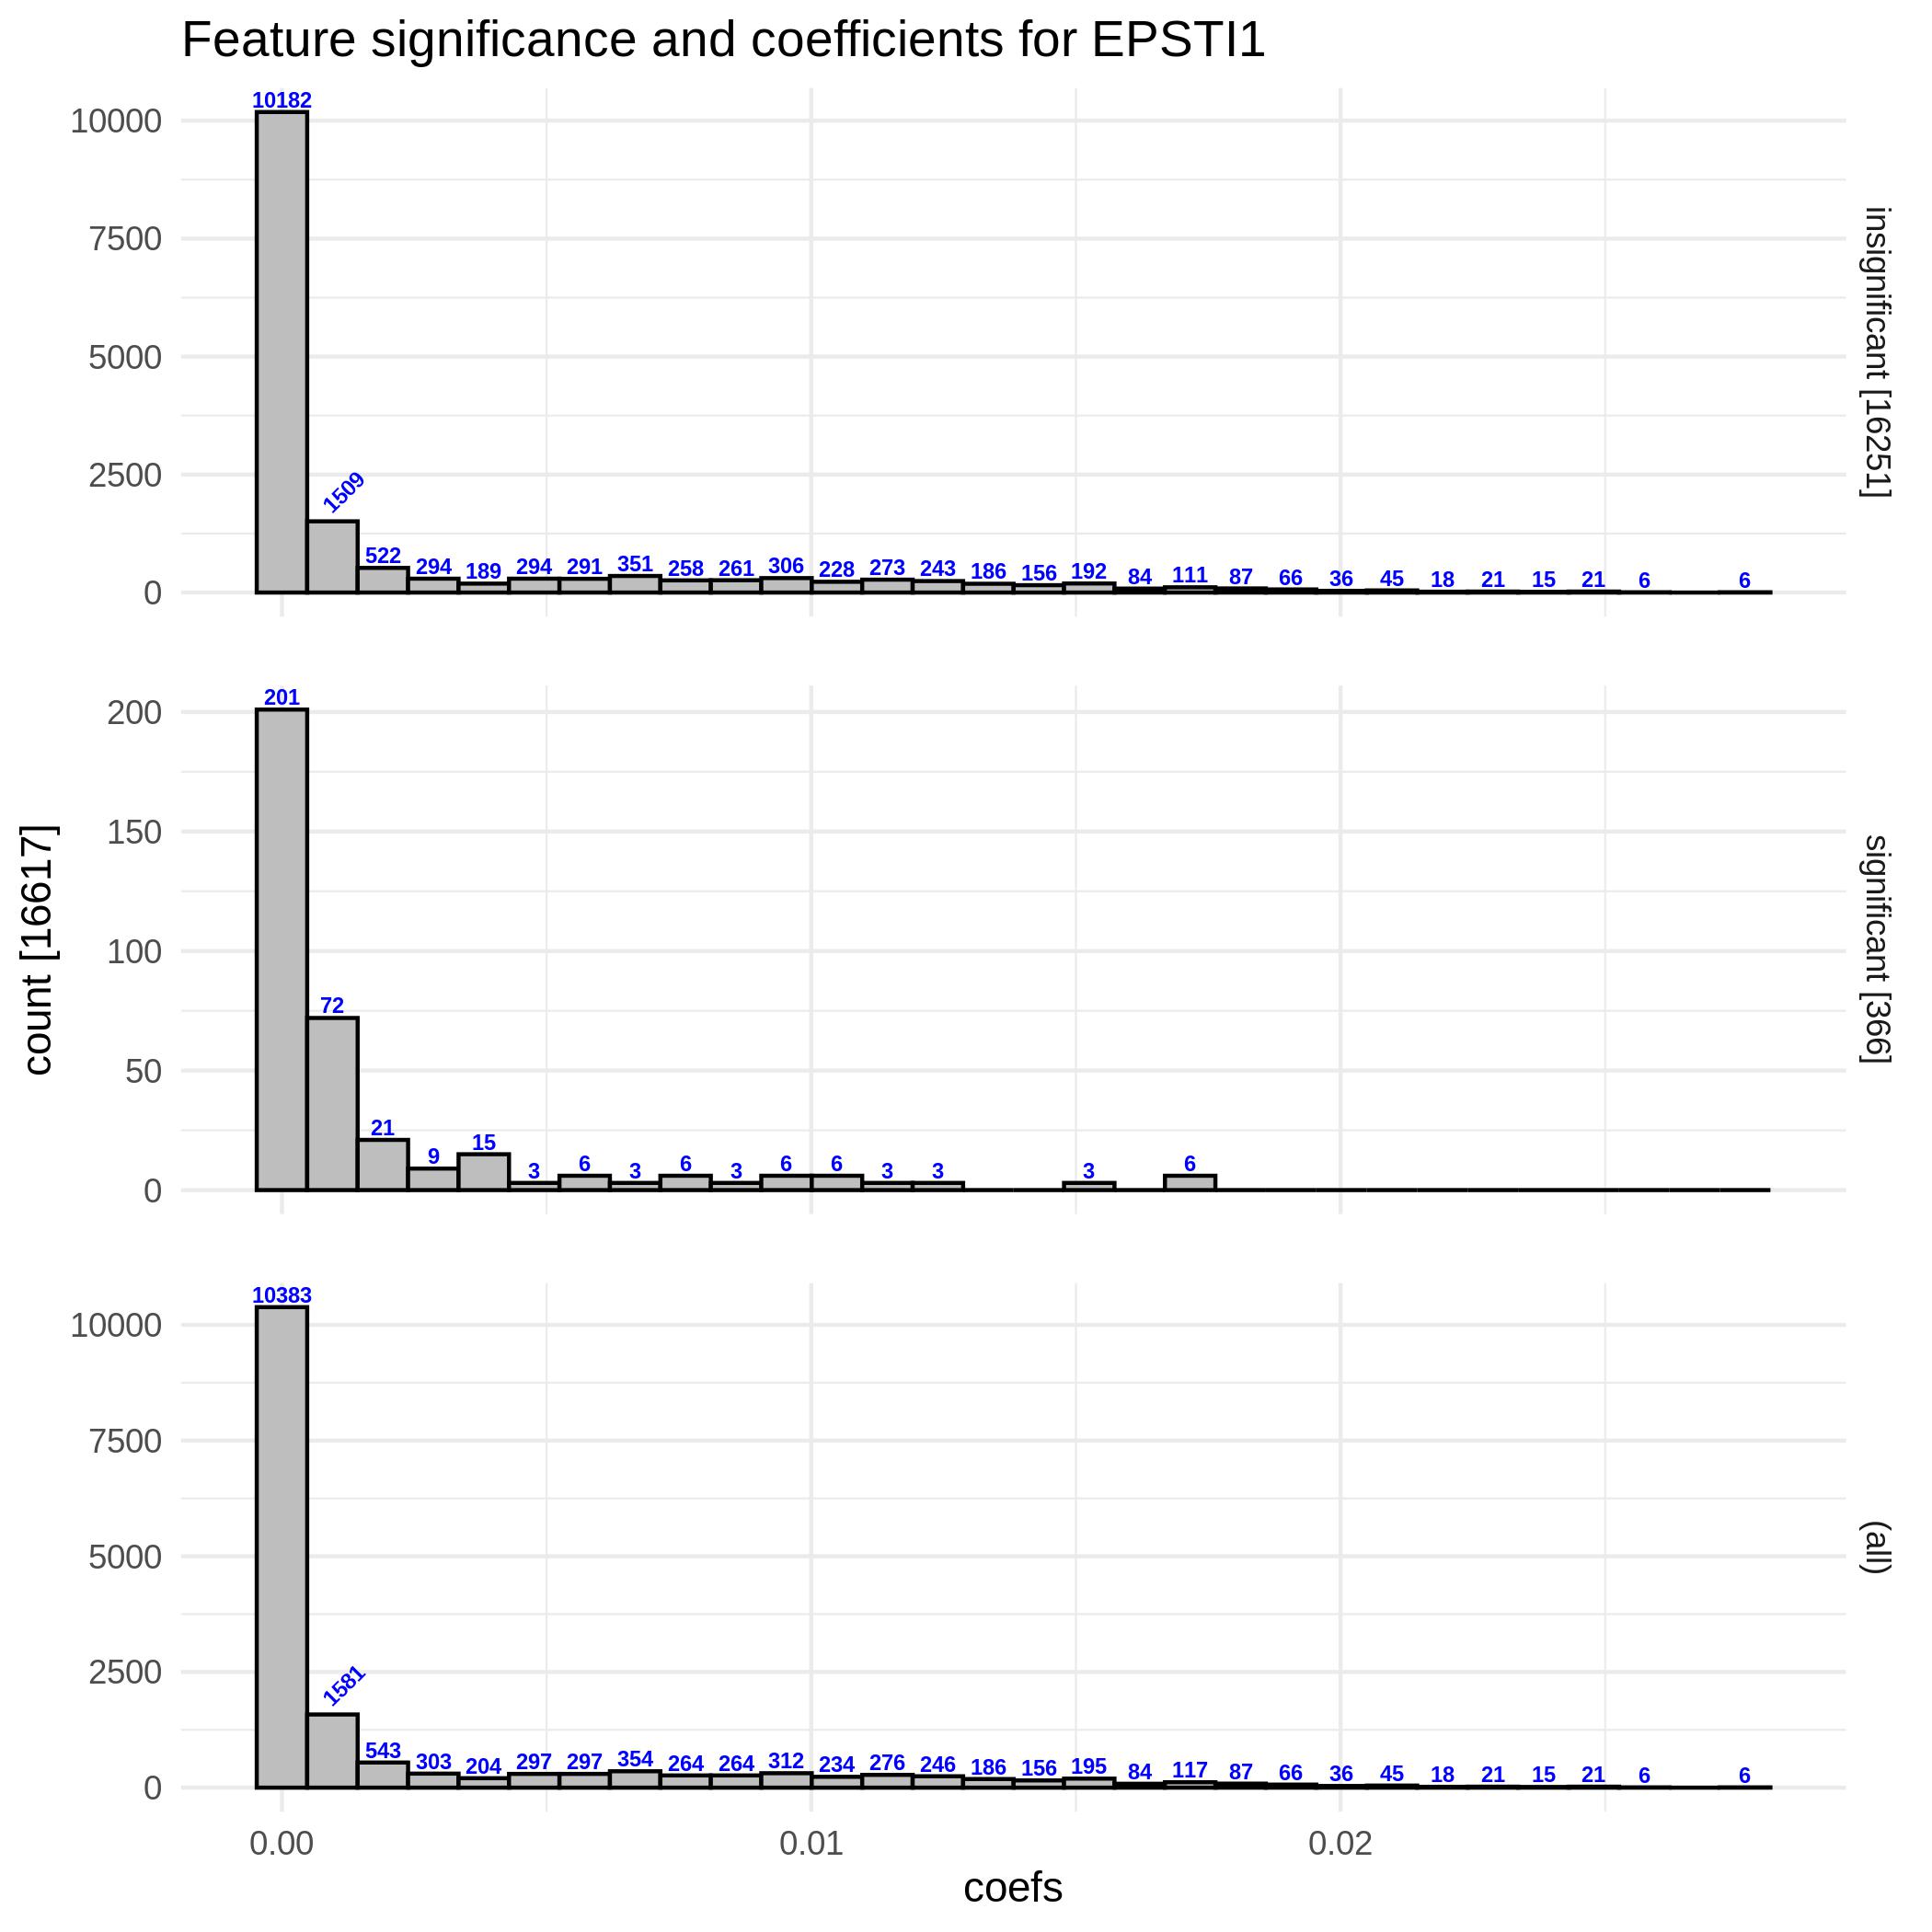 Feature significance and coefficients for EPSTI1
10182
10000
7500
5000
2500
0
1509
522 294 189 294 291 351 258 261 306 228 273 243 186 156 192 84 111 87 66 36 45 18 21 15 21 6 6
insignificant [16251]
201
200
150
100
50
0
72
21 9 15 3 6 3 6 3 6 6 3 3 3 6
significant [366]
count [16617]
10383
10000
7500
5000
2500
0
1581
543 303 204 297 297 354 264 264 312 234 276 246 186 156 195 84 117 87 66 36 45 18 21 15 21 6 6
(all)
0.00 0.01 0.02
coefs